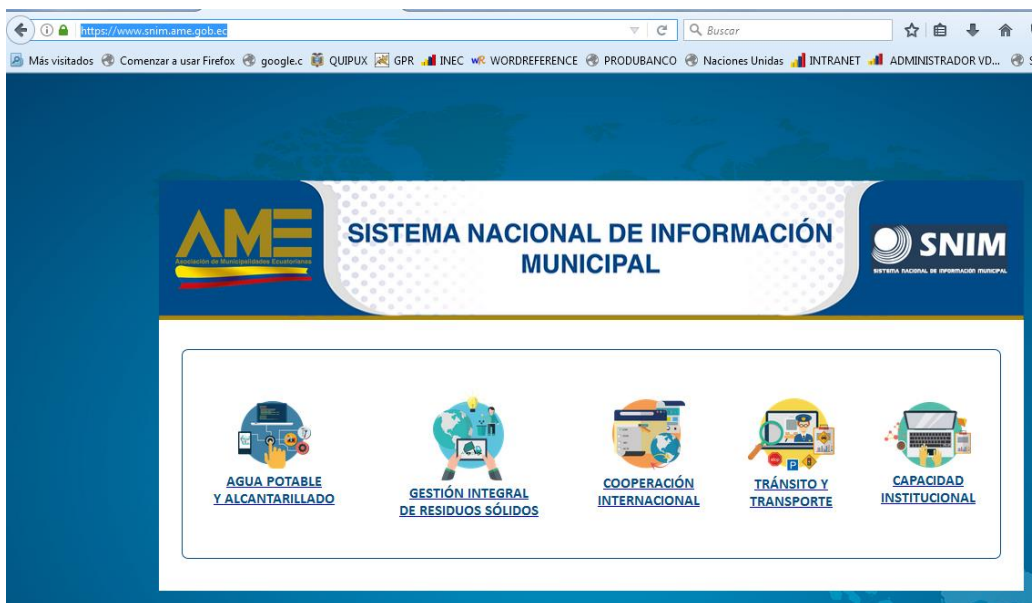 https://www.snim.ame.gob.ec
Buscar
Más visitados Comenzar a usar Firefox google.c QUIPUX GPR INEC WORDREFERENCE PRODUBANCO Naciones Unidas INTRANET ADMINISTRADOR VD... S
AME
Asociación de Municipalidades Ecuatorianas
SISTEMA NACIONAL DE INFORMACIÓN
MUNICIPAL
SNIM
SISTEMA NACIONAL DE INFORMACIÓN MUNICIPAL
AGUA POTABLE
Y ALCANTARILLADO
GESTIÓN INTEGRAL
DE RESIDUOS SÓLIDOS
COOPERACIÓN
INTERNACIONAL
P
TRÁNSITO Y
TRANSPORTE
CAPACIDAD
INSTITUCIONAL